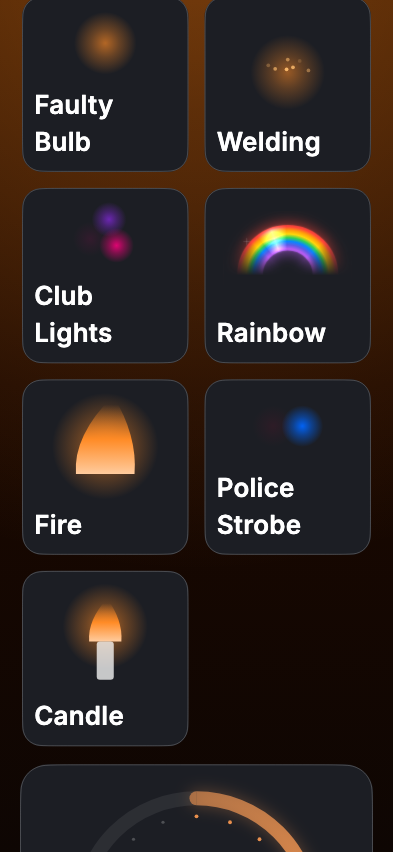 Faulty
Bulb
Welding
Club
Lights
Rainbow
Fire
Police
Strobe
Candle